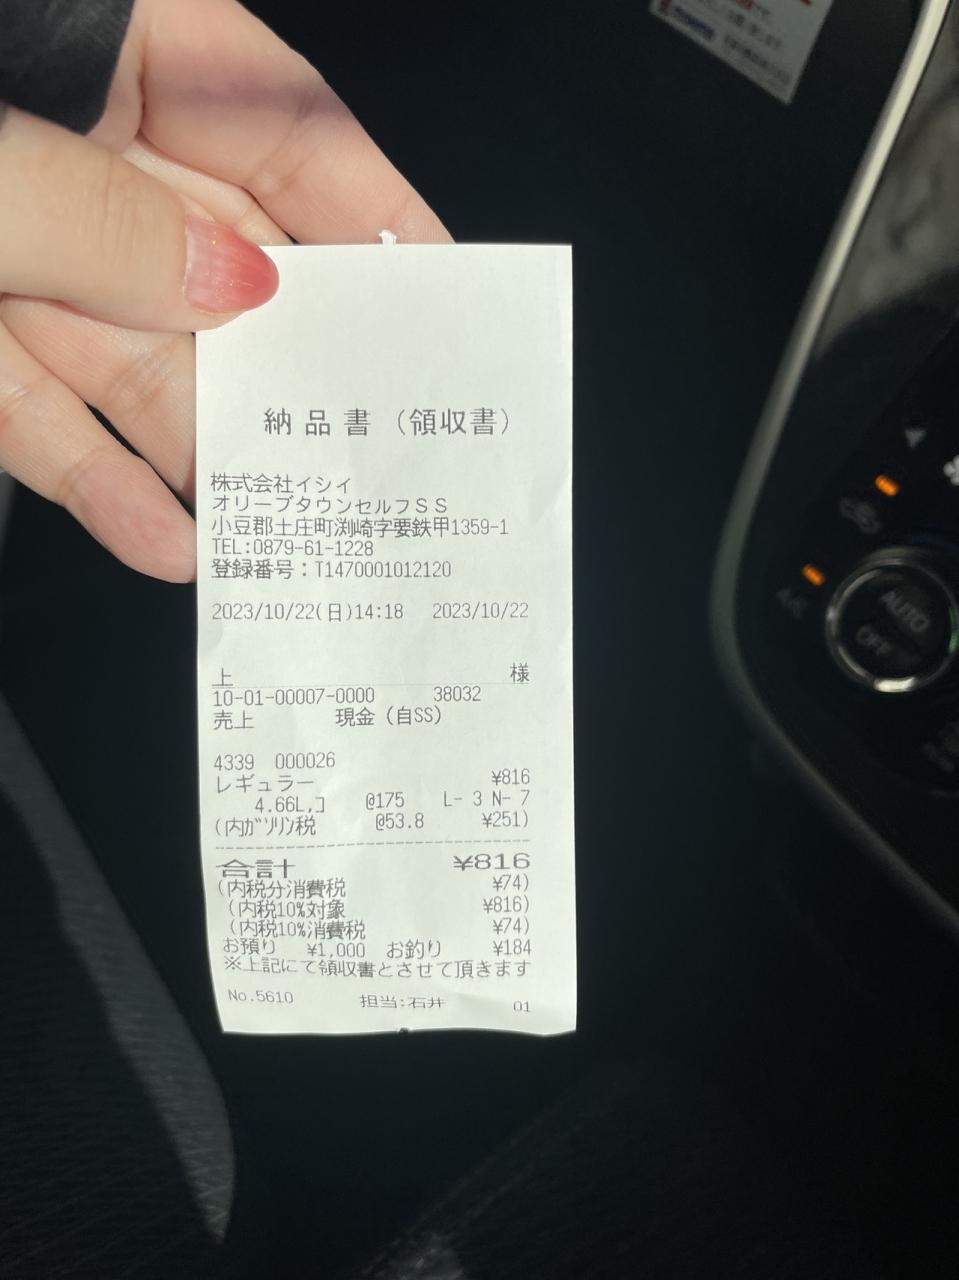 納品書（領収書）
株式会社イシイ
オリーブタウンセルフＳＳ
小豆郡土庄町渕崎字要鉄甲1359-1
TEL:0879-61-1228
登録番号：T1470001012120
2023/10/22(日)14:18 2023/10/22
上 様
10-01-00007-0000 38032
売上 現金（自SS）
4339 000026
レギュラー ¥816
4.66L,コ @175 L- 3 N- 7
(内ｶﾞｿﾘﾝ税 @53.8 ¥251)
合計 ¥816
(内税分消費税 ¥74)
(内税10%対象 ¥816)
(内税10%消費税 ¥74)
お預り ¥1,000 お釣り ¥184
※上記にて領収書とさせて頂きます
No.5610 担当:石井 01
AUTO
OFF
A/C